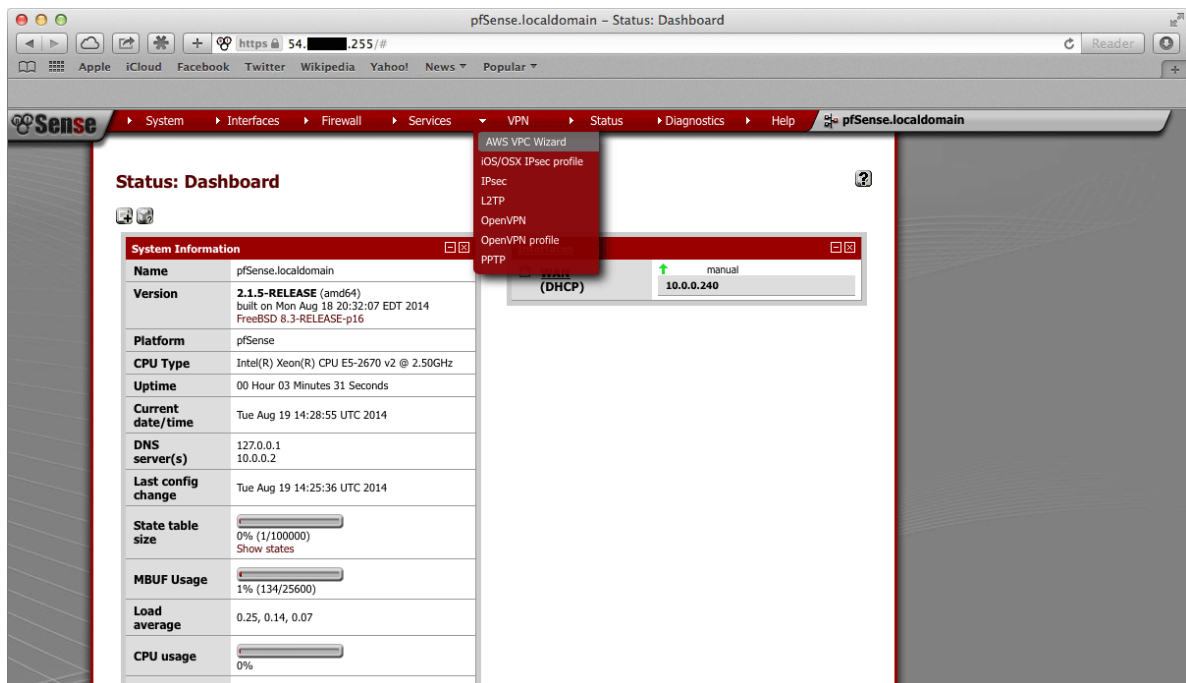 pfSense.localdomain – Status: Dashboard
https 54. .255/#
Reader
Apple iCloud Facebook Twitter Wikipedia Yahoo! News Popular
Sense
System Interfaces Firewall Services VPN Status Diagnostics Help pfSense.localdomain
AWS VPC Wizard
iOS/OSX IPsec profile
IPsec
L2TP
OpenVPN
OpenVPN profile
PPTP
Status: Dashboard
System Information
Name pfSense.localdomain
Version 2.1.5-RELEASE (amd64)
built on Mon Aug 18 20:32:07 EDT 2014
FreeBSD 8.3-RELEASE-p16
Platform pfSense
CPU Type Intel(R) Xeon(R) CPU E5-2670 v2 @ 2.50GHz
Uptime 00 Hour 03 Minutes 31 Seconds
Current
date/time Tue Aug 19 14:28:55 UTC 2014
DNS
server(s) 127.0.0.1
10.0.0.2
Last config
change Tue Aug 19 14:25:36 UTC 2014
State table
size 0% (1/100000)
Show states
MBUF Usage 1% (134/25600)
Load
average 0.25, 0.14, 0.07
CPU usage 0%
WAN
(DHCP)
manual
10.0.0.240